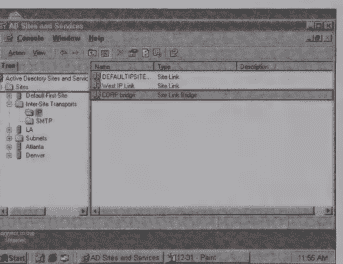 AD Sites and Services
Console Window Help
Action View
Tree
Name Type Description
Active Directory Sites and Servic
Sites
Default-First-Site
Inter-Site Transports
IP
SMTP
LA
Subnets
Atlanta
Denver
DEFAULTIPSITE... Site Link
West IP Link Site Link
CORP bridge Site Link Bridge
Start AD Sites and Services 11:56 AM